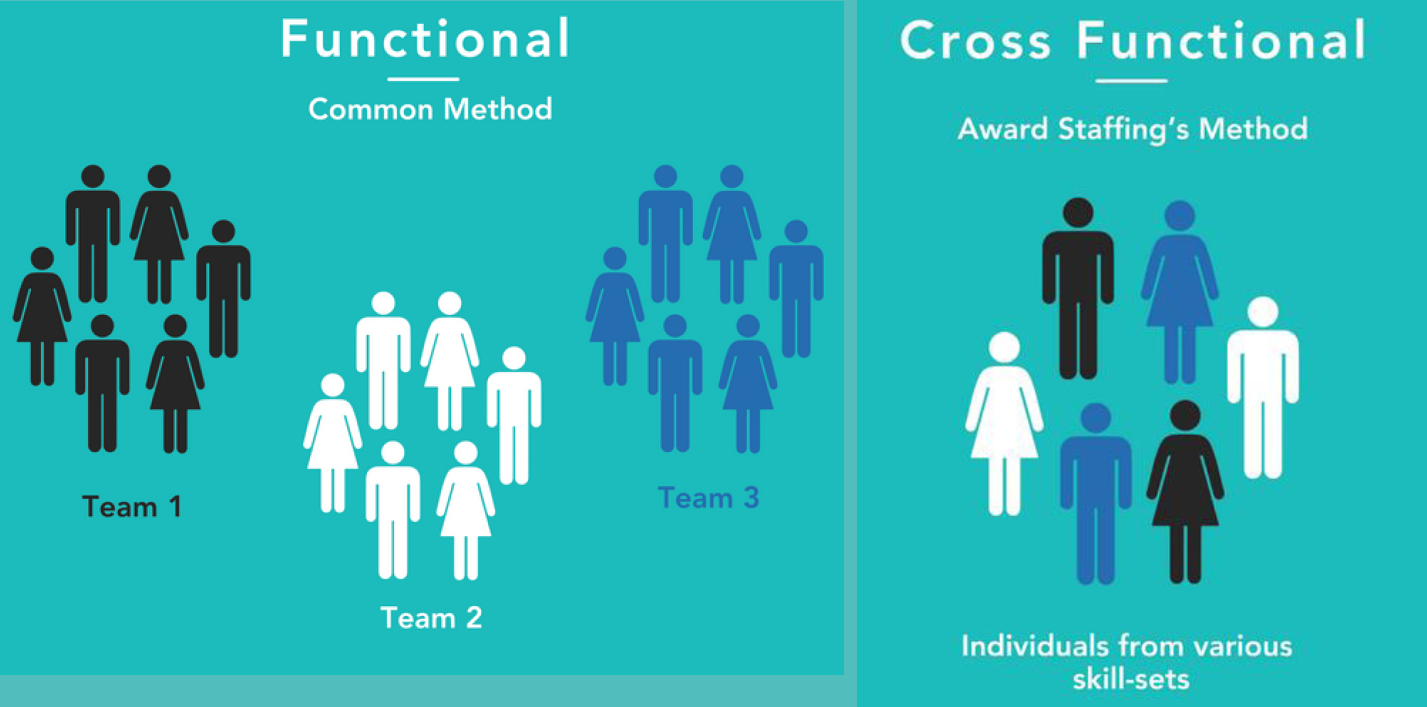 Functional
Common Method
Team 1
Team 2
Team 3
Cross Functional
Award Staffing's Method
Individuals from various
skill-sets